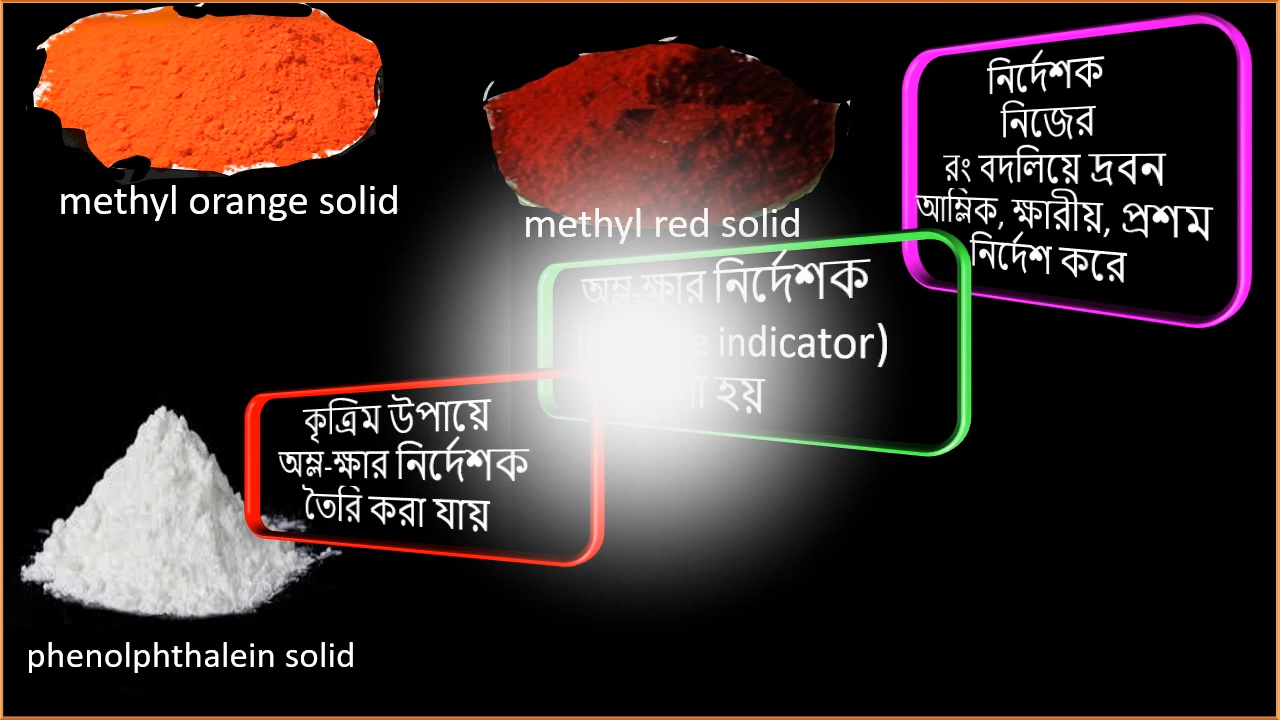 methyl orange solid
methyl red solid
নির্দেশক
নিজের
রং বদলিয়ে দ্রবন
আম্লিক, ক্ষারীয়, প্রশম
নির্দেশ করে
অম্ল-ক্ষার নির্দেশক
indicator)
হয়
কৃত্রিম উপায়ে
অম্ল-ক্ষার নির্দেশক
তৈরি করা যায়
phenolphthalein solid